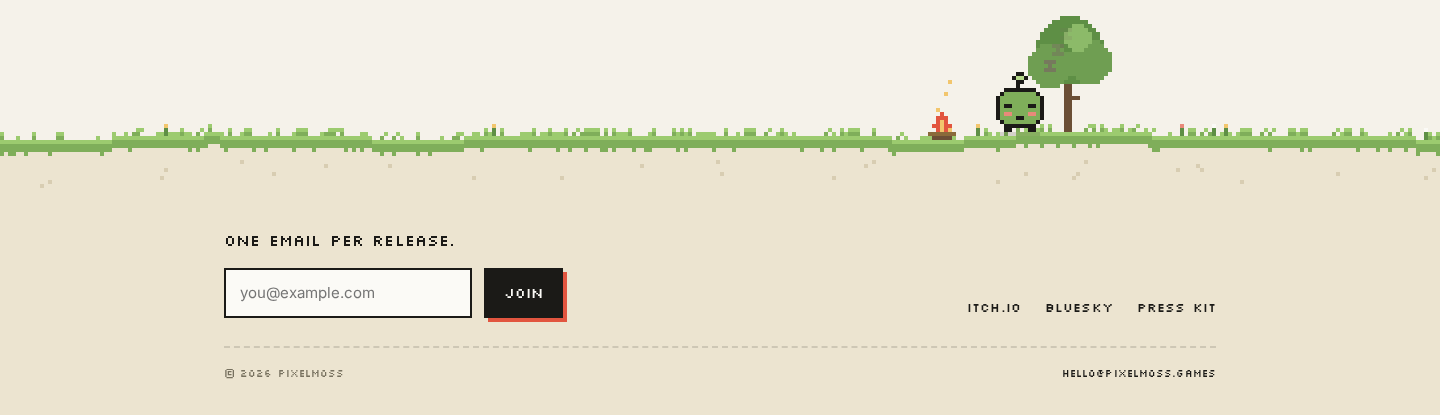 ONE EMAIL PER RELEASE.
you@example.com
JOIN
ITCH.IO BLUESKY PRESS KIT
© 2026 PIXELMOSS
HELLO@PIXELMOSS.GAMES